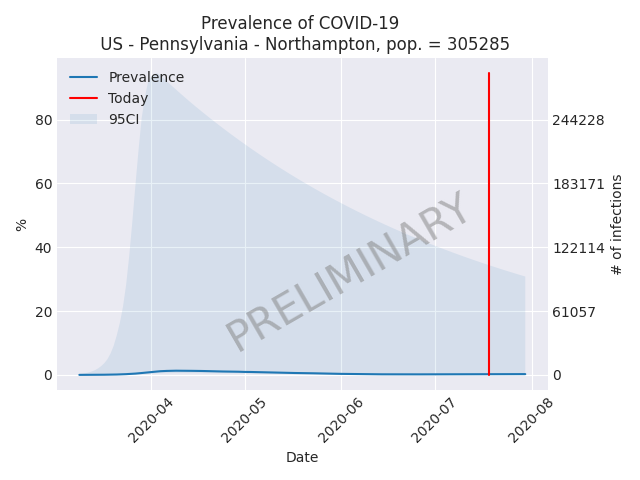 Prevalence of COVID-19
US - Pennsylvania - Northampton, pop. = 305285
Prevalence
Today
95CI
%
80
60
40
20
0
244228
183171
122114
61057
0
# of infections
PRELIMINARY
2020-04
2020-05
2020-06
2020-07
2020-08
Date